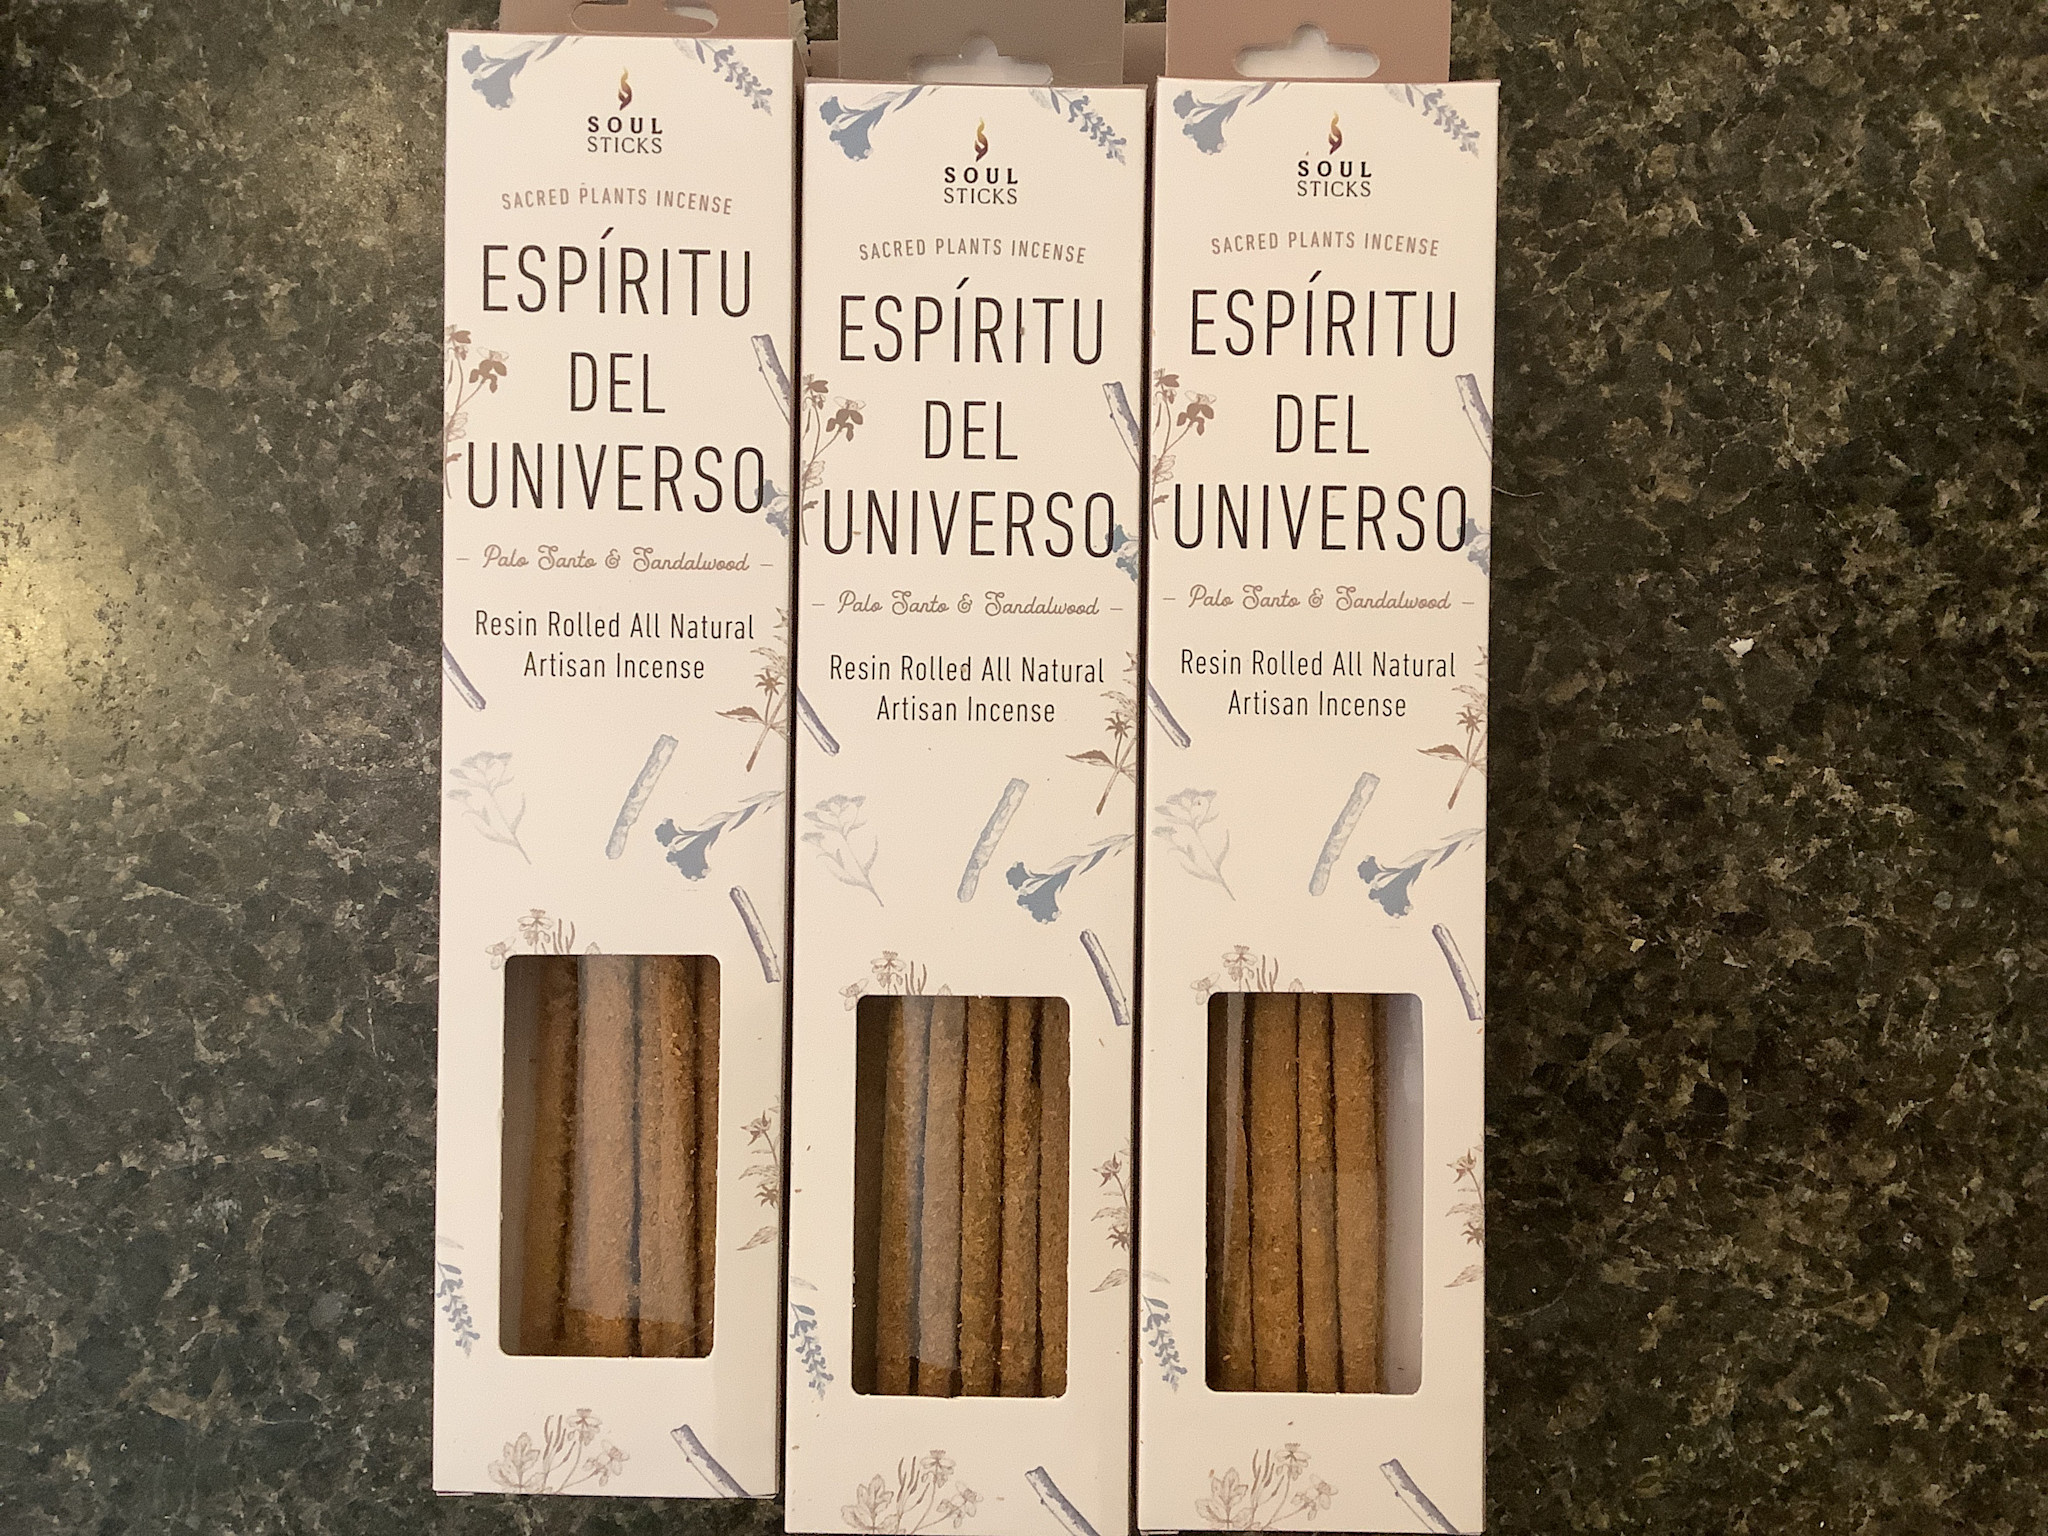 SOUL
STICKS
SACRED PLANTS INCENSE
ESPÍRITU
DEL
UNIVERSO
Palo Santo & Sandalwood
Resin Rolled All Natural
Artisan Incense
SOUL
STICKS
SACRED PLANTS INCENSE
ESPÍRITU
DEL
UNIVERSO
Palo Santo & Sandalwood
Resin Rolled All Natural
Artisan Incense
SOUL
STICKS
SACRED PLANTS INCENSE
ESPÍRITU
DEL
UNIVERSO
Palo Santo & Sandalwood
Resin Rolled All Natural
Artisan Incense